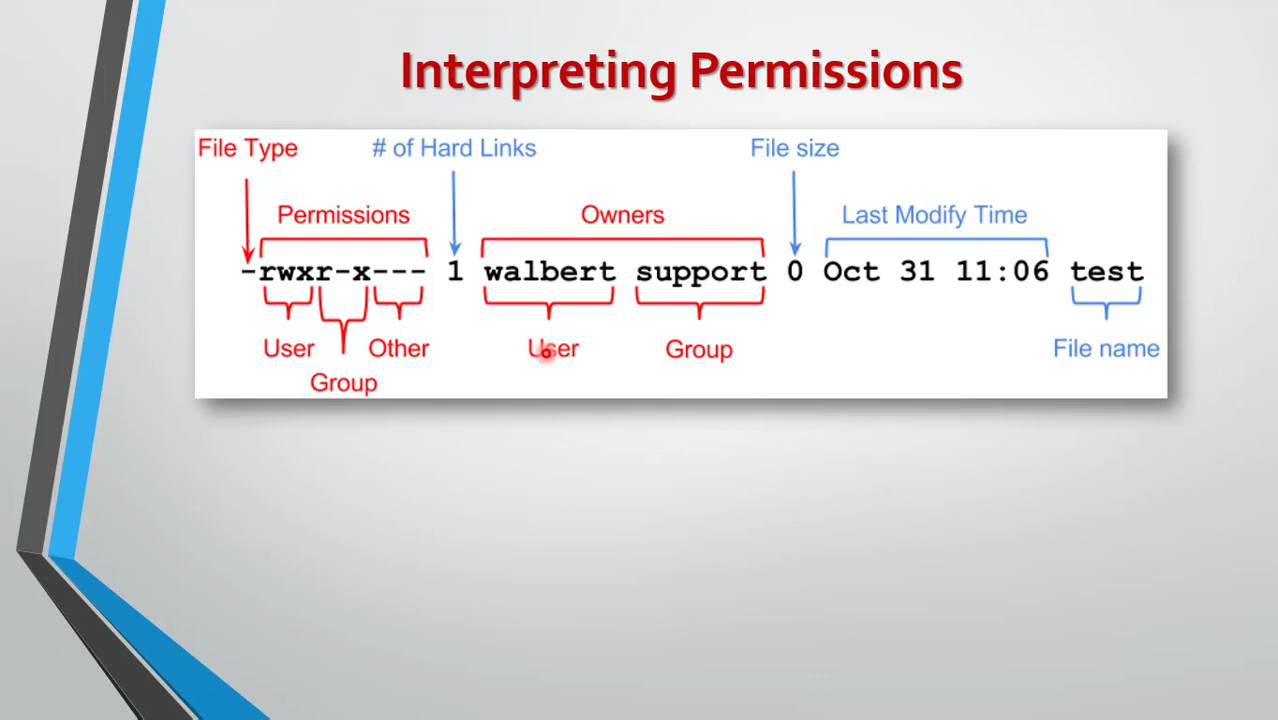 Interpreting Permissions
File Type # of Hard Links File size
Permissions Owners Last Modify Time
-rwxr-x--- 1 walbert support 0 Oct 31 11:06 test
User Other User Group File name
Group